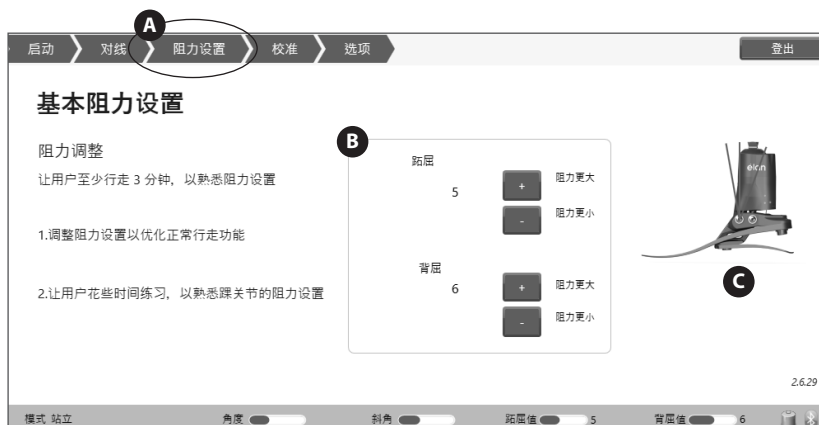 A
启动 对线 阻力设置 校准 选项 登出
基本阻力设置
阻力调整
让用户至少行走 3 分钟，以熟悉阻力设置
1.调整阻力设置以优化正常行走功能
2.让用户花些时间练习，以熟悉踝关节的阻力设置
B
跖屈
5
+ 阻力更大
- 阻力更小
背屈
6
+ 阻力更大
- 阻力更小
elan
C
2.6.29
模式 站立 角度 斜角 跖屈值 5 背屈值 6